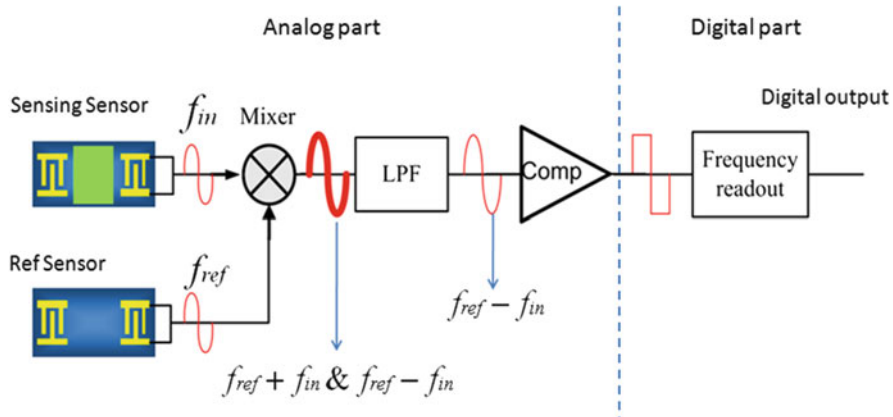 Analog part
Digital part
Sensing Sensor
f_in
Mixer
Digital output
LPF
Comp
Frequency
readout
Ref Sensor
f_ref
f_ref − f_in
f_ref + f_in & f_ref − f_in